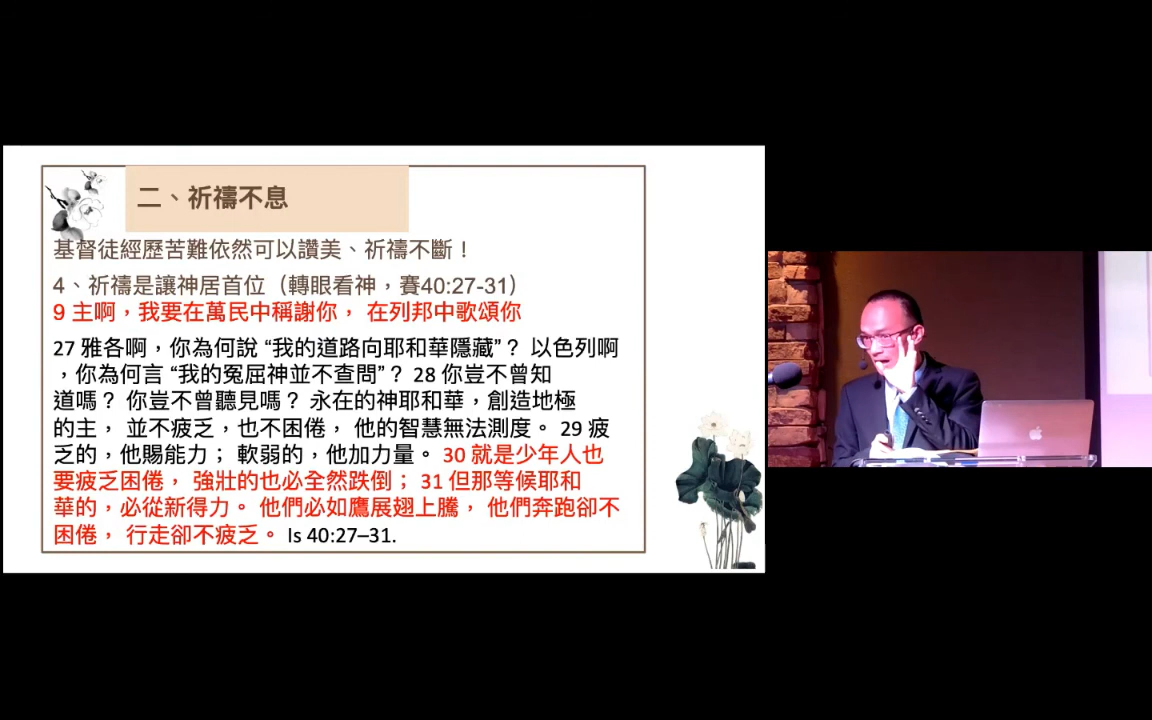 二、祈禱不息
基督徒經歷苦難依然可以讚美、祈禱不斷！
4、祈禱是讓神居首位（轉眼看神，賽40:27-31）
9 主啊，我要在萬民中稱謝你， 在列邦中歌頌你
27 雅各啊，你為何說 “我的道路向耶和華隱藏”？ 以色列啊
，你為何言 “我的冤屈神並不查問”？ 28 你豈不曾知
道嗎？ 你豈不曾聽見嗎？ 永在的神耶和華，創造地極
的主， 並不疲乏，也不困倦， 他的智慧無法測度。 29 疲
乏的，他賜能力； 軟弱的，他加力量。 30 就是少年人也
要疲乏困倦， 強壯的也必全然跌倒； 31 但那等候耶和
華的，必從新得力。 他們必如鷹展翅上騰， 他們奔跑卻不
困倦， 行走卻不疲乏。 Is 40:27–31.